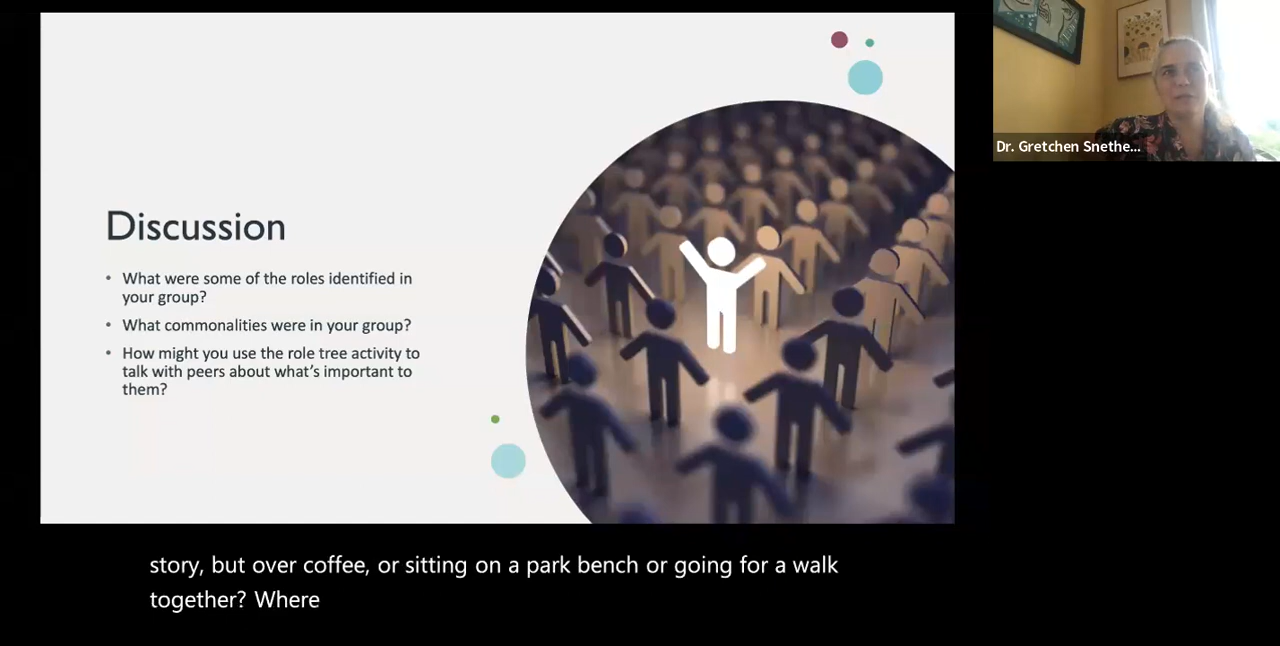 Discussion
• What were some of the roles identified in
your group?
• What commonalities were in your group?
• How might you use the role tree activity to
talk with peers about what's important to
them?
Dr. Gretchen Snethe...
story, but over coffee, or sitting on a park bench or going for a walk
together? Where